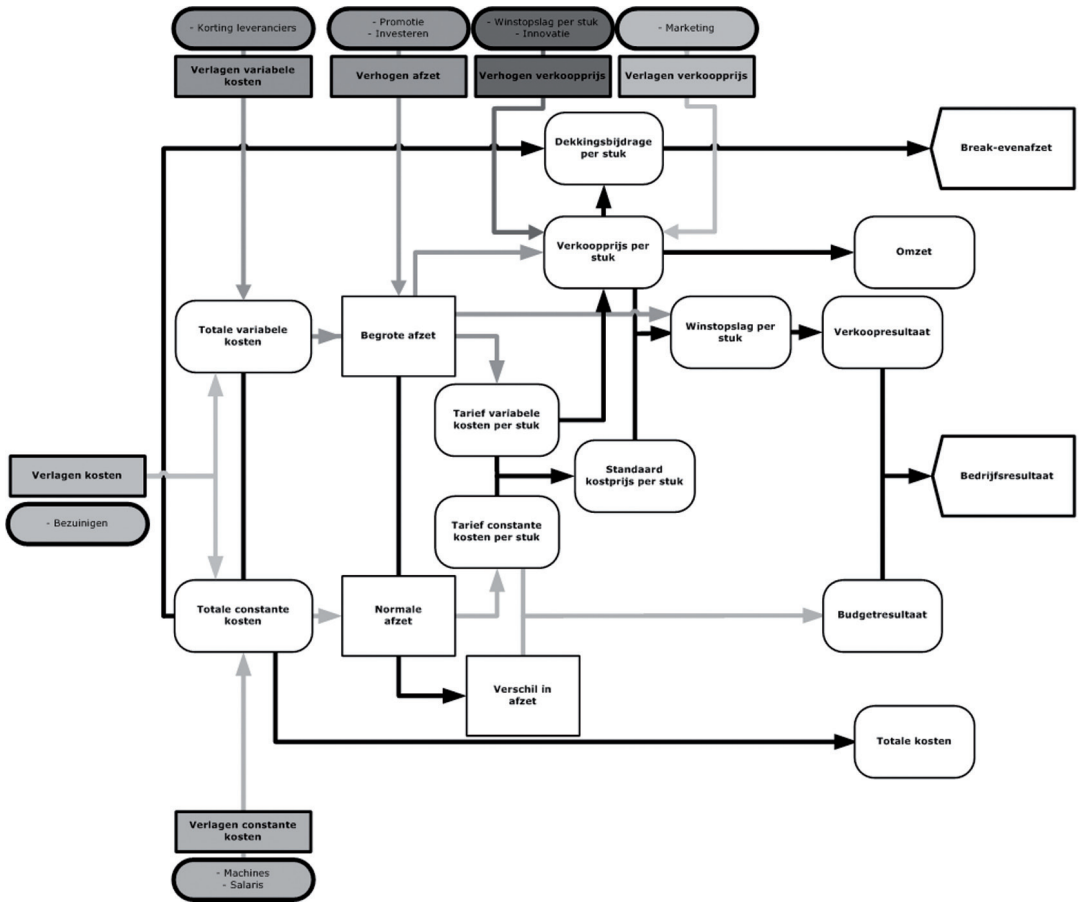 - Korting leveranciers
- Promotie
- Investeren
- Winstopslag per stuk
- Innovatie
- Marketing
Verlagen variabele
kosten
Verhogen afzet
Verhogen verkoopprijs
Verlagen verkoopprijs
Dekkingsbijdrage
per stuk
Break-evenafzet
Verkoopprijs per
stuk
Omzet
Totale variabele
kosten
Begrote afzet
Winstopslag per
stuk
Verkoopresultaat
Tarief variabele
kosten per stuk
Verlagen kosten
Standaard
kostprijs per stuk
Bedrijfsresultaat
- Bezuinigen
Tarief constante
kosten per stuk
Totale constante
kosten
Normale
afzet
Budgetresultaat
Verschil in
afzet
Totale kosten
Verlagen constante
kosten
- Machines
- Salaris